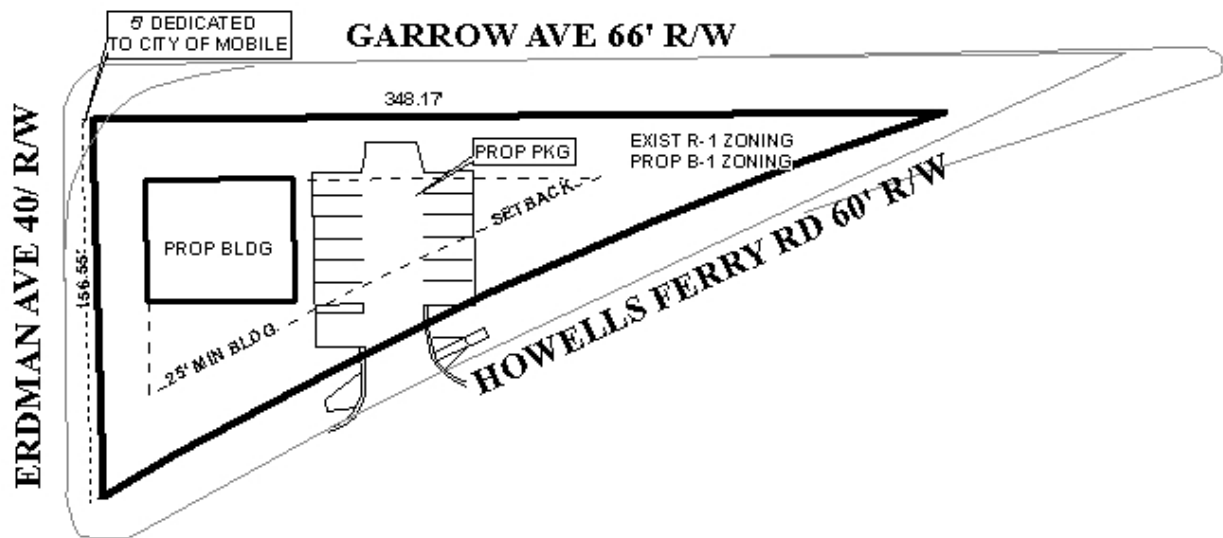 5' DEDICATED
TO CITY OF MOBILE
GARROW AVE 66' R/W
348.17'
EXIST R-1 ZONING
PROP B-1 ZONING
PROP PKG
ERDMAN AVE 40/ R/W
156.55'
PROP BLDG
25' MIN BLDG. SETBACK
HOWELLS FERRY RD 60' R/W